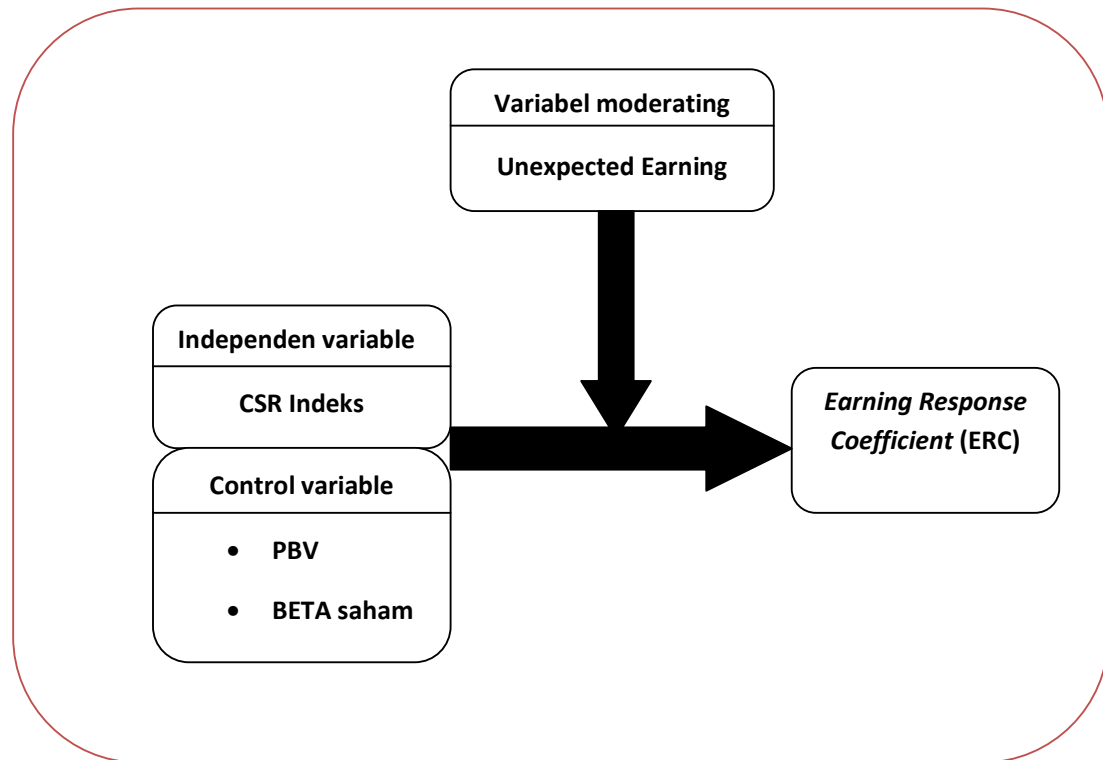 Variabel moderating
Unexpected Earning
Independen variable
CSR Indeks
Control variable
• PBV
• BETA saham
Earning Response
Coefficient (ERC)